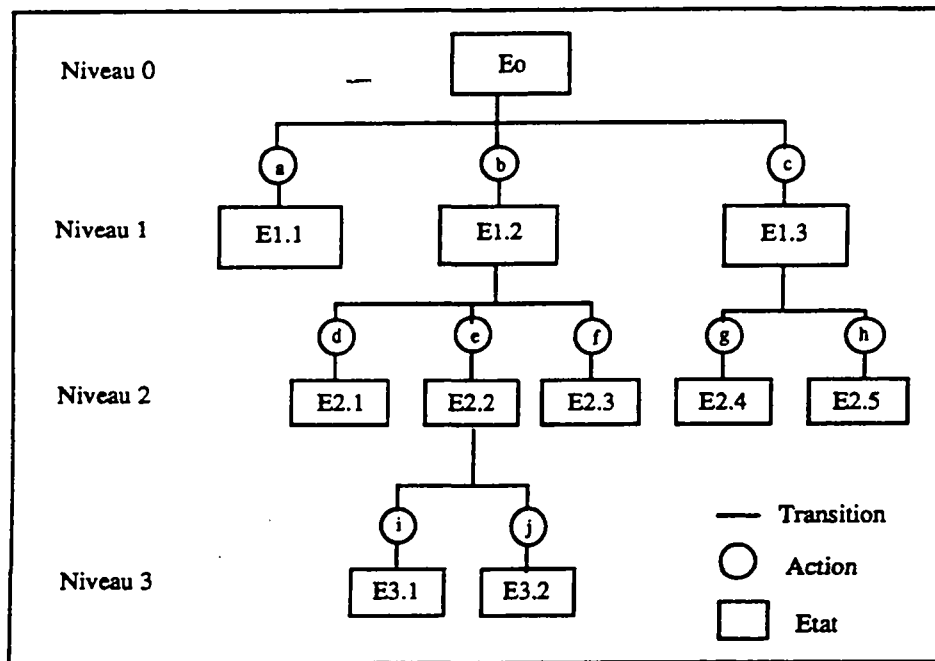 Niveau 0
Eo
a
b
c
Niveau 1
E1.1
E1.2
E1.3
d
e
f
g
h
Niveau 2
E2.1
E2.2
E2.3
E2.4
E2.5
i
j
Niveau 3
E3.1
E3.2
Transition
Action
Etat